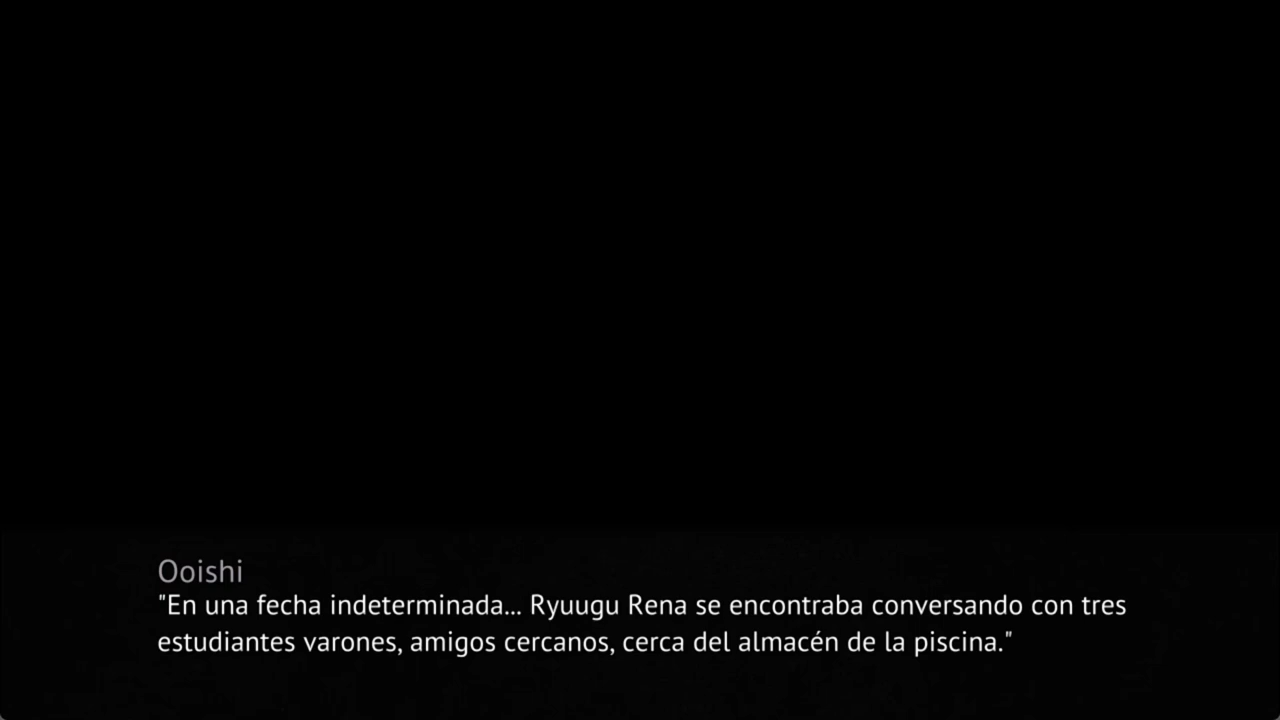 Ooishi
"En una fecha indeterminada... Ryuugu Rena se encontraba conversando con tres
estudiantes varones, amigos cercanos, cerca del almacén de la piscina."